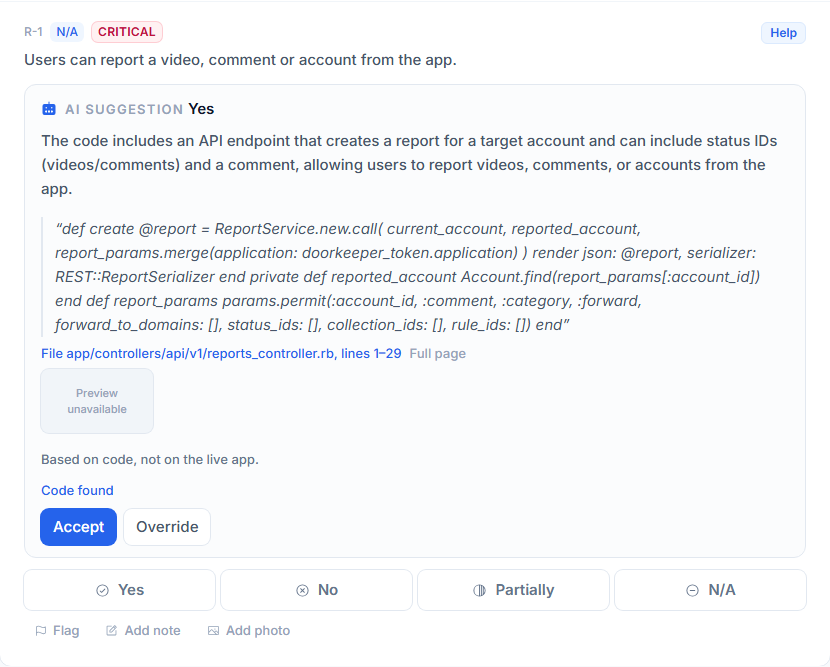 R-1 N/A CRITICAL Help
Users can report a video, comment or account from the app.
AI SUGGESTION Yes
The code includes an API endpoint that creates a report for a target account and can include status IDs
(videos/comments) and a comment, allowing users to report videos, comments, or accounts from the
app.
“def create @report = ReportService.new.call( current_account, reported_account,
report_params.merge(application: doorkeeper_token.application) ) render json: @report, serializer:
REST::ReportSerializer end private def reported_account Account.find(report_params[:account_id])
end def report_params params.permit(:account_id, :comment, :category, :forward,
forward_to_domains: [], status_ids: [], collection_ids: [], rule_ids: []) end”
File app/controllers/api/v1/reports_controller.rb, lines 1–29 Full page
Preview
unavailable
Based on code, not on the live app.
Code found
Accept Override
Yes No Partially N/A
Flag Add note Add photo